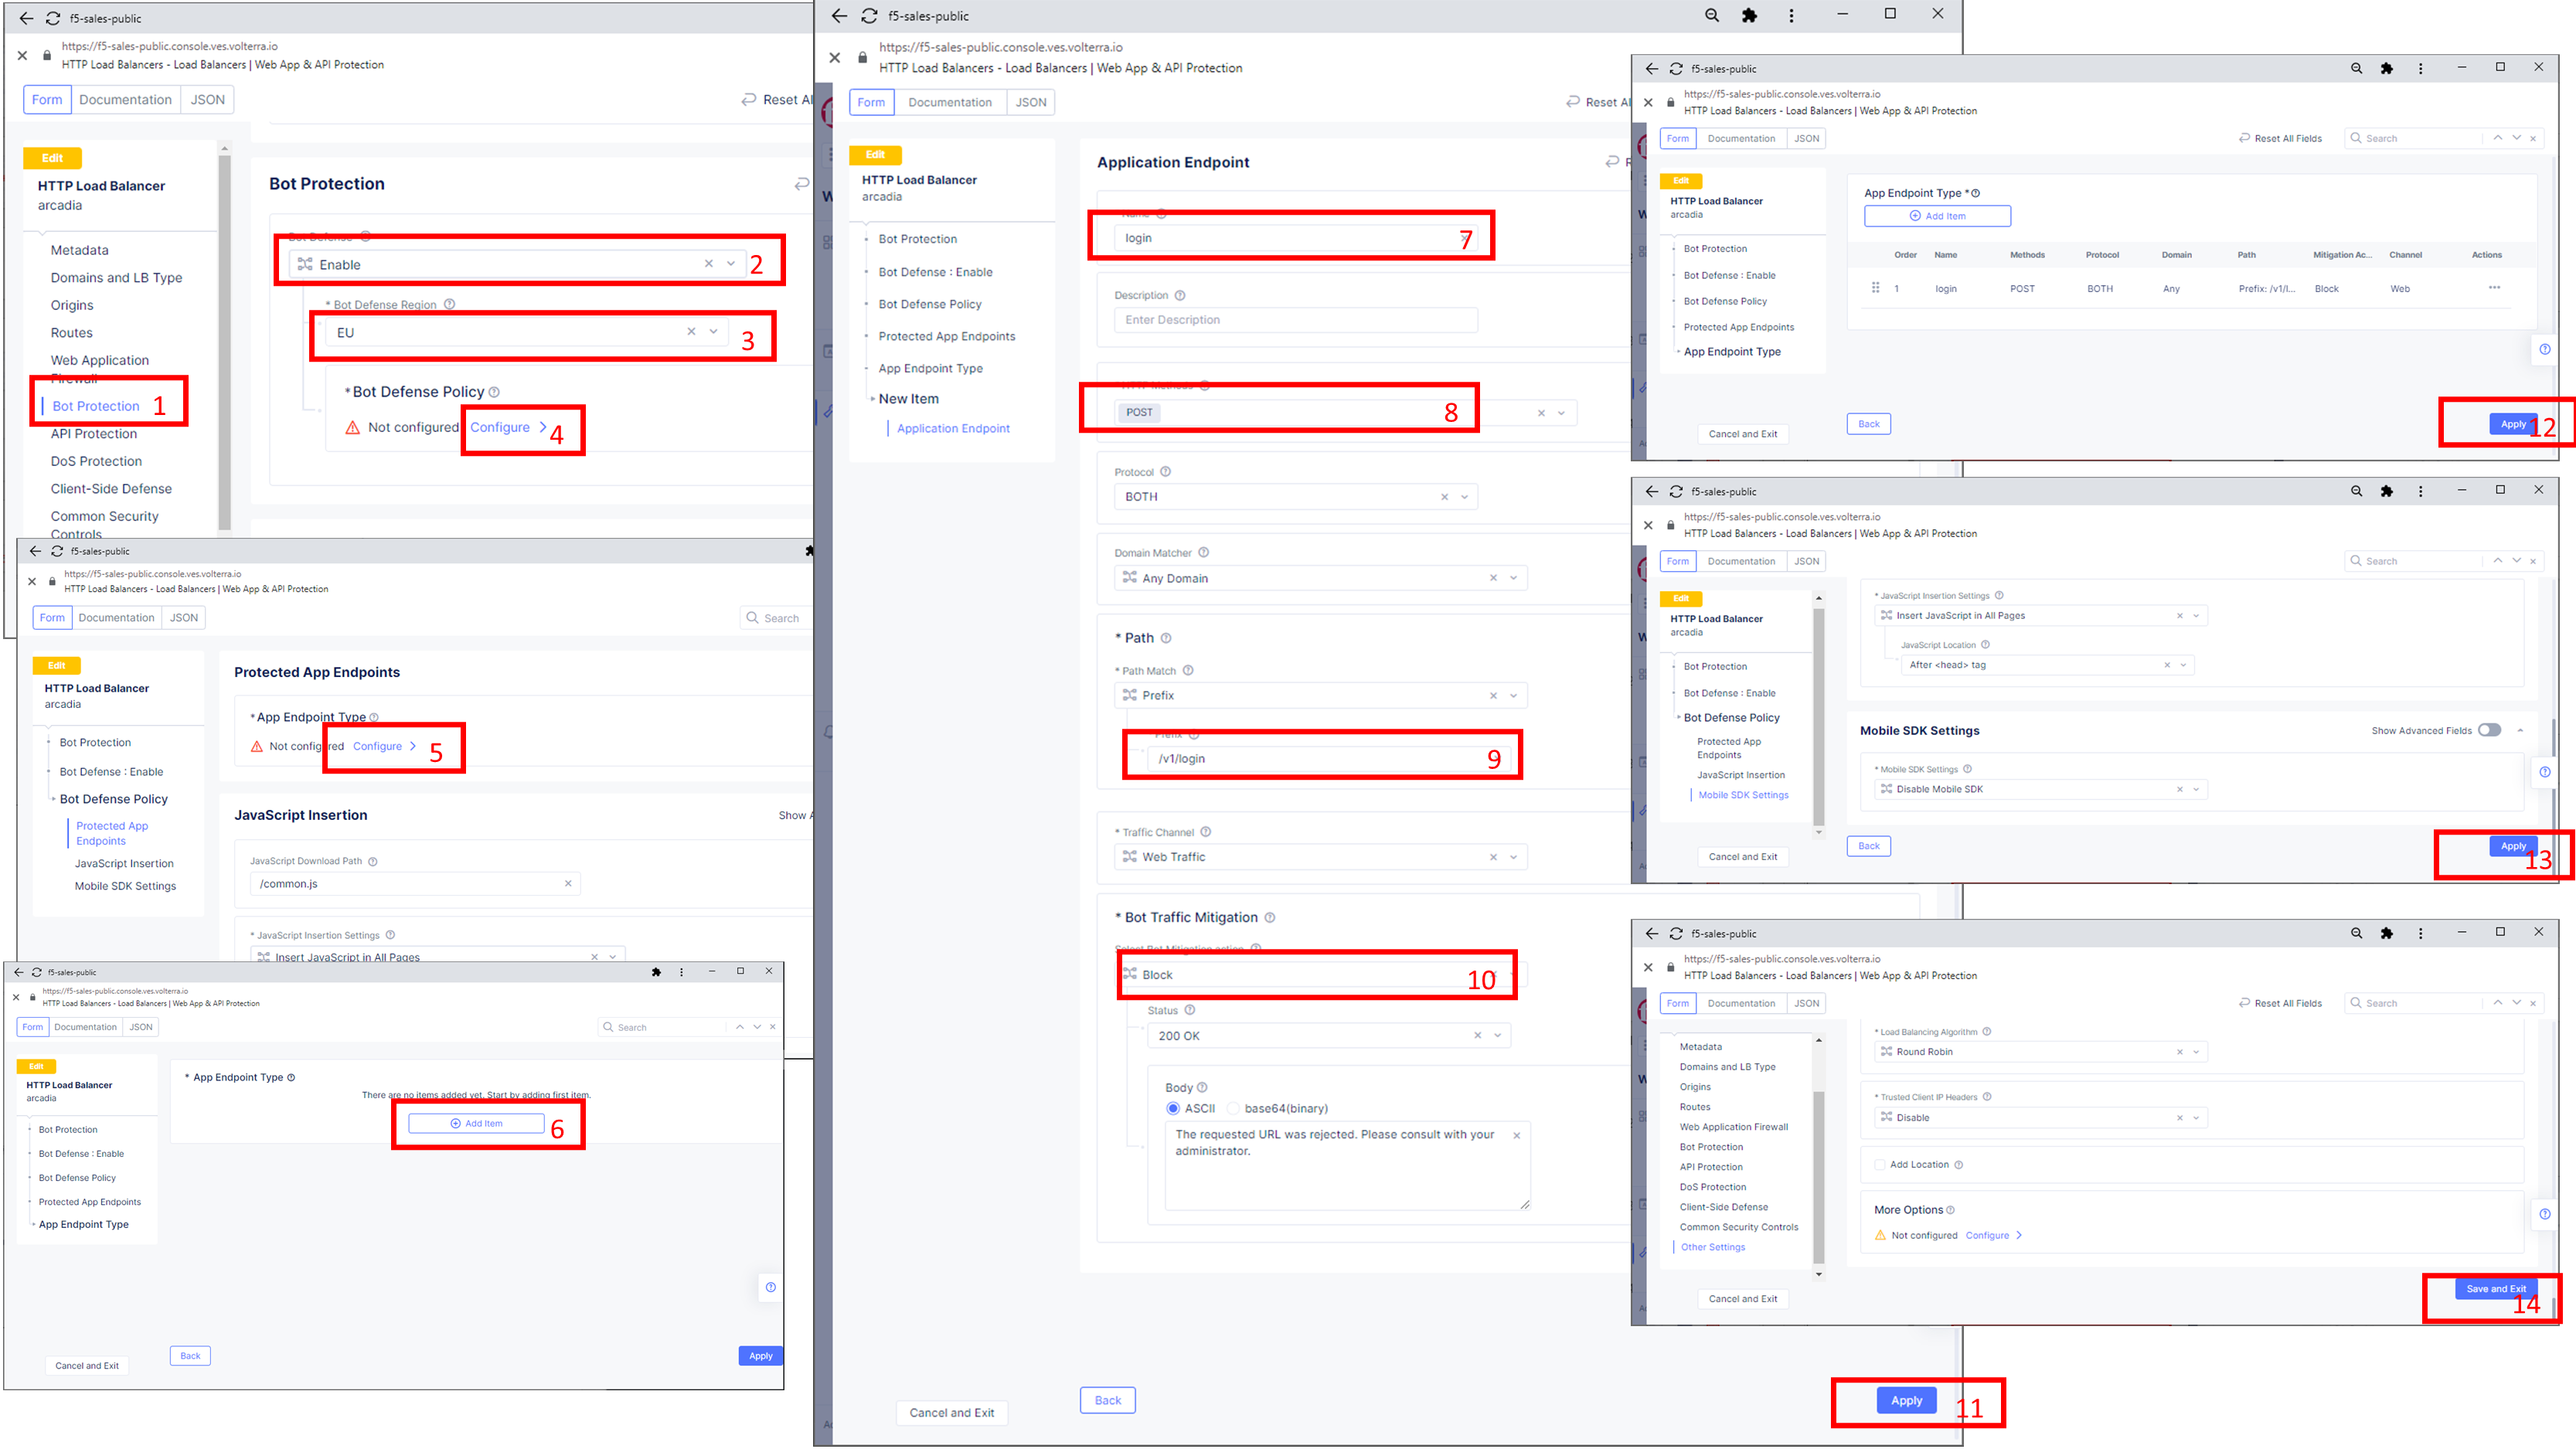 f5-sales-public
https://f5-sales-public.console.ves.volterra.io
HTTP Load Balancers - Load Balancers | Web App & API Protection
Form Documentation JSON
Reset Al
Edit
HTTP Load Balancer
arcadia
Metadata
Domains and LB Type
Origins
Routes
Web Application
Firewall
Bot Protection 1
API Protection
DoS Protection
Client-Side Defense
Common Security
Controls
Bot Protection
Bot Defense
Enable 2
* Bot Defense Region
EU 3
* Bot Defense Policy
Not configured Configure 4
f5-sales-public
https://f5-sales-public.console.ves.volterra.io
HTTP Load Balancers - Load Balancers | Web App & API Protection
Form Documentation JSON
Search
Edit
HTTP Load Balancer
arcadia
Bot Protection
Bot Defense : Enable
Bot Defense Policy
Protected App
Endpoints
JavaScript Insertion
Mobile SDK Settings
Protected App Endpoints
* App Endpoint Type
Not configured Configure 5
JavaScript Insertion
Show A
JavaScript Download Path
/common.js
* JavaScript Insertion Settings
Insert JavaScript in All Pages
f5-sales-public
https://f5-sales-public.console.ves.volterra.io
HTTP Load Balancers - Load Balancers | Web App & API Protection
Form Documentation JSON
Search
Edit
HTTP Load Balancer
arcadia
Bot Protection
Bot Defense : Enable
Bot Defense Policy
Protected App Endpoints
App Endpoint Type
* App Endpoint Type
There are no items added yet. Start by adding first item.
Add Item 6
Cancel and Exit
Back
Apply
f5-sales-public
https://f5-sales-public.console.ves.volterra.io
HTTP Load Balancers - Load Balancers | Web App & API Protection
Form Documentation JSON
Reset Al
Edit
HTTP Load Balancer
arcadia
Bot Protection
Bot Defense : Enable
Bot Defense Policy
Protected App Endpoints
App Endpoint Type
New Item
Application Endpoint
Application Endpoint
Name
login 7
Description
Enter Description
HTTP Methods
POST 8
Protocol
BOTH
Domain Matcher
Any Domain
* Path
* Path Match
Prefix
Prefix
/v1/login 9
* Traffic Channel
Web Traffic
* Bot Traffic Mitigation
Select Bot Mitigation action
Block 10
Status
200 OK
Body
ASCII base64(binary)
The requested URL was rejected. Please consult with your
administrator.
Cancel and Exit
Back
Apply 11
f5-sales-public
https://f5-sales-public.console.ves.volterra.io
HTTP Load Balancers - Load Balancers | Web App & API Protection
Form Documentation JSON
Reset All Fields
Search
Edit
HTTP Load Balancer
arcadia
Bot Protection
Bot Defense : Enable
Bot Defense Policy
Protected App Endpoints
App Endpoint Type
App Endpoint Type *
Add Item
Order Name Methods Protocol Domain Path Mitigation Ac... Channel Actions
1 login POST BOTH Any Prefix: /v1/l... Block Web
Cancel and Exit
Back
Apply 12
f5-sales-public
https://f5-sales-public.console.ves.volterra.io
HTTP Load Balancers - Load Balancers | Web App & API Protection
Form Documentation JSON
Search
Edit
HTTP Load Balancer
arcadia
Bot Protection
Bot Defense : Enable
Bot Defense Policy
Protected App
Endpoints
JavaScript Insertion
Mobile SDK Settings
* JavaScript Insertion Settings
Insert JavaScript in All Pages
JavaScript Location
After <head> tag
Mobile SDK Settings
Show Advanced Fields
* Mobile SDK Settings
Disable Mobile SDK
Cancel and Exit
Back
Apply 13
f5-sales-public
https://f5-sales-public.console.ves.volterra.io
HTTP Load Balancers - Load Balancers | Web App & API Protection
Form Documentation JSON
Reset All Fields
Search
Metadata
Domains and LB Type
Origins
Routes
Web Application Firewall
Bot Protection
API Protection
DoS Protection
Client-Side Defense
Common Security Controls
Other Settings
* Load Balancing Algorithm
Round Robin
* Trusted Client IP Headers
Disable
Add Location
More Options
Not configured Configure
Cancel and Exit
Save and Exit
14